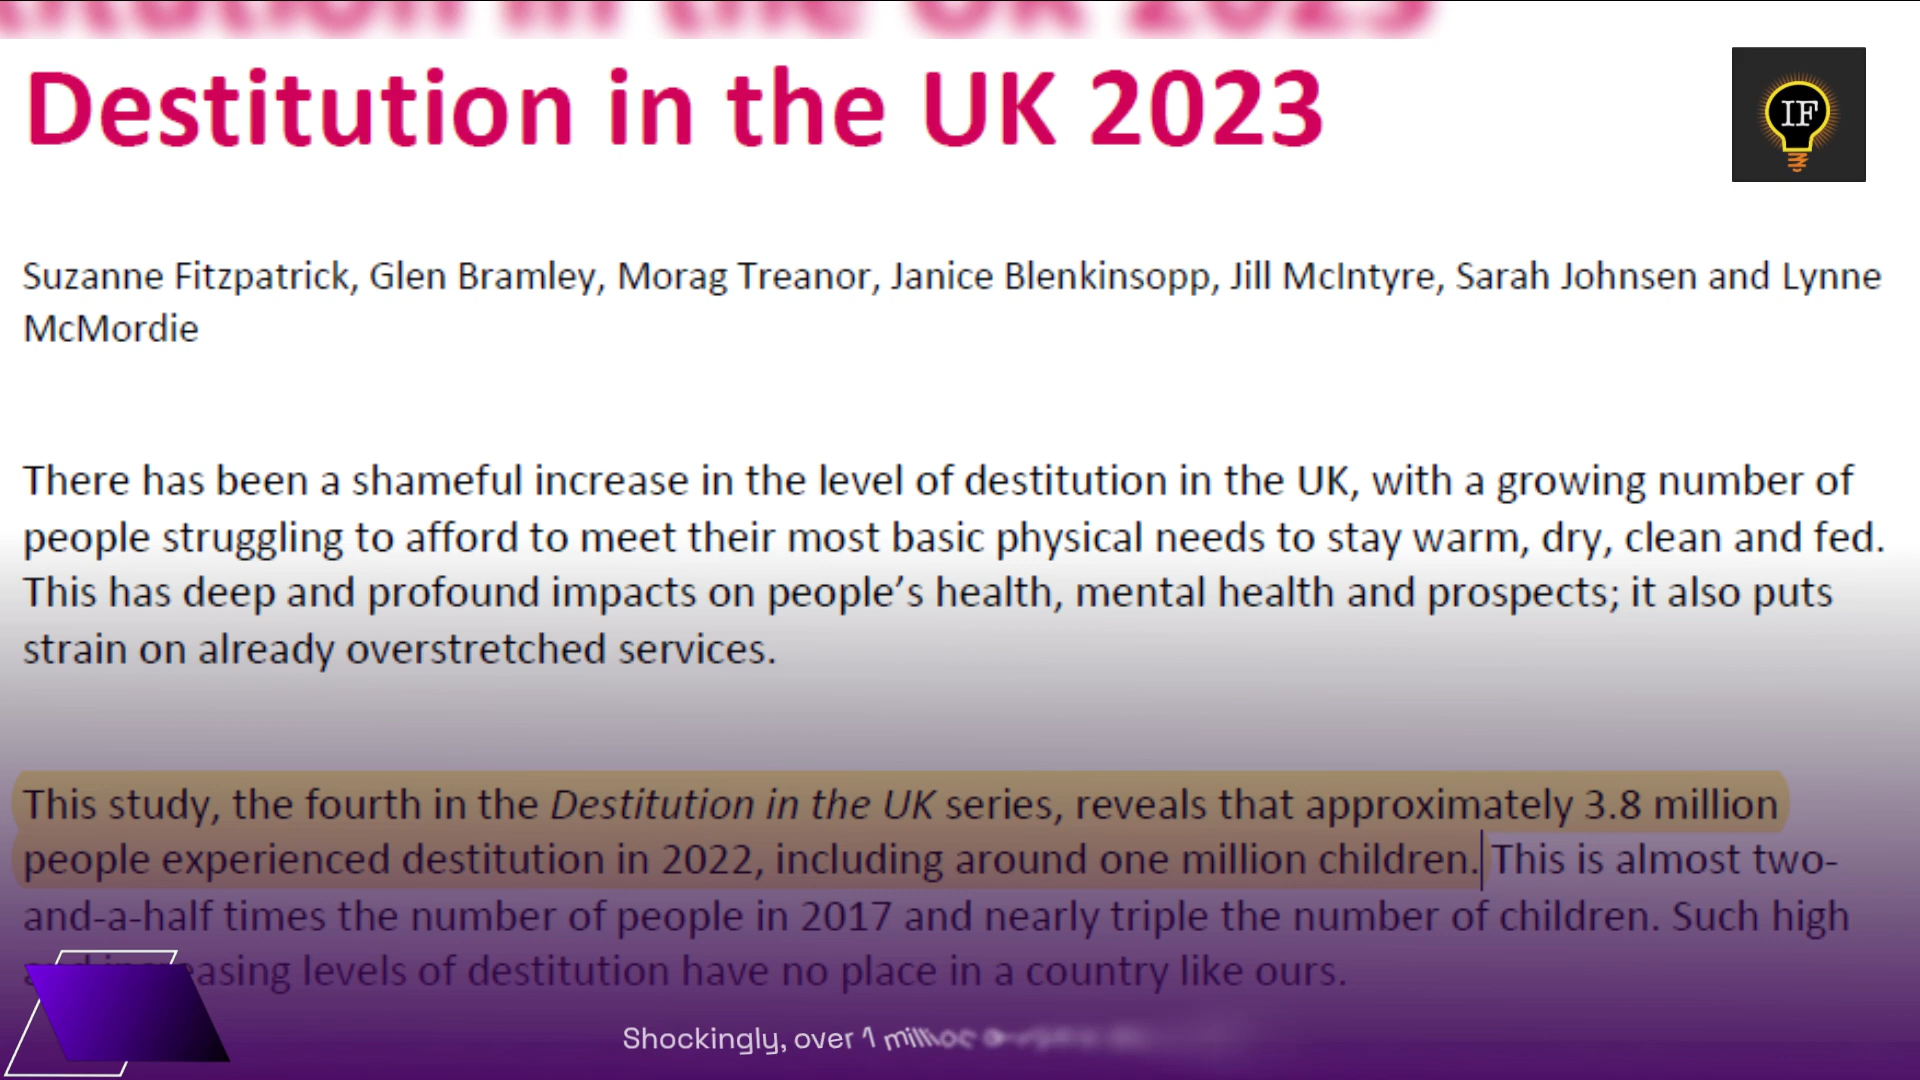 Destitution in the UK 2023
IF
Suzanne Fitzpatrick, Glen Bramley, Morag Treanor, Janice Blenkinsopp, Jill McIntyre, Sarah Johnsen and Lynne
McMordie
There has been a shameful increase in the level of destitution in the UK, with a growing number of
people struggling to afford to meet their most basic physical needs to stay warm, dry, clean and fed.
This has deep and profound impacts on people’s health, mental health and prospects; it also puts
strain on already overstretched services.
This study, the fourth in the Destitution in the UK series, reveals that approximately 3.8 million
people experienced destitution in 2022, including around one million children. This is almost two-
and-a-half times the number of people in 2017 and nearly triple the number of children. Such high
levels of destitution have no place in a country like ours.
Shockingly, over 1